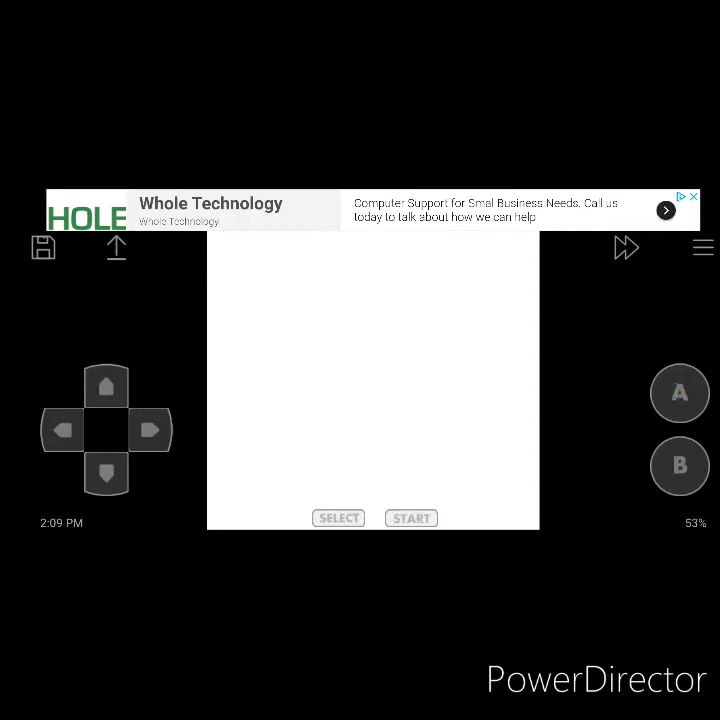 HOLE
Whole Technology
Whole Technology
Computer Support for Smal Business Needs. Call us
today to talk about how we can help
A
B
2:09 PM
SELECT
START
53%
PowerDirector